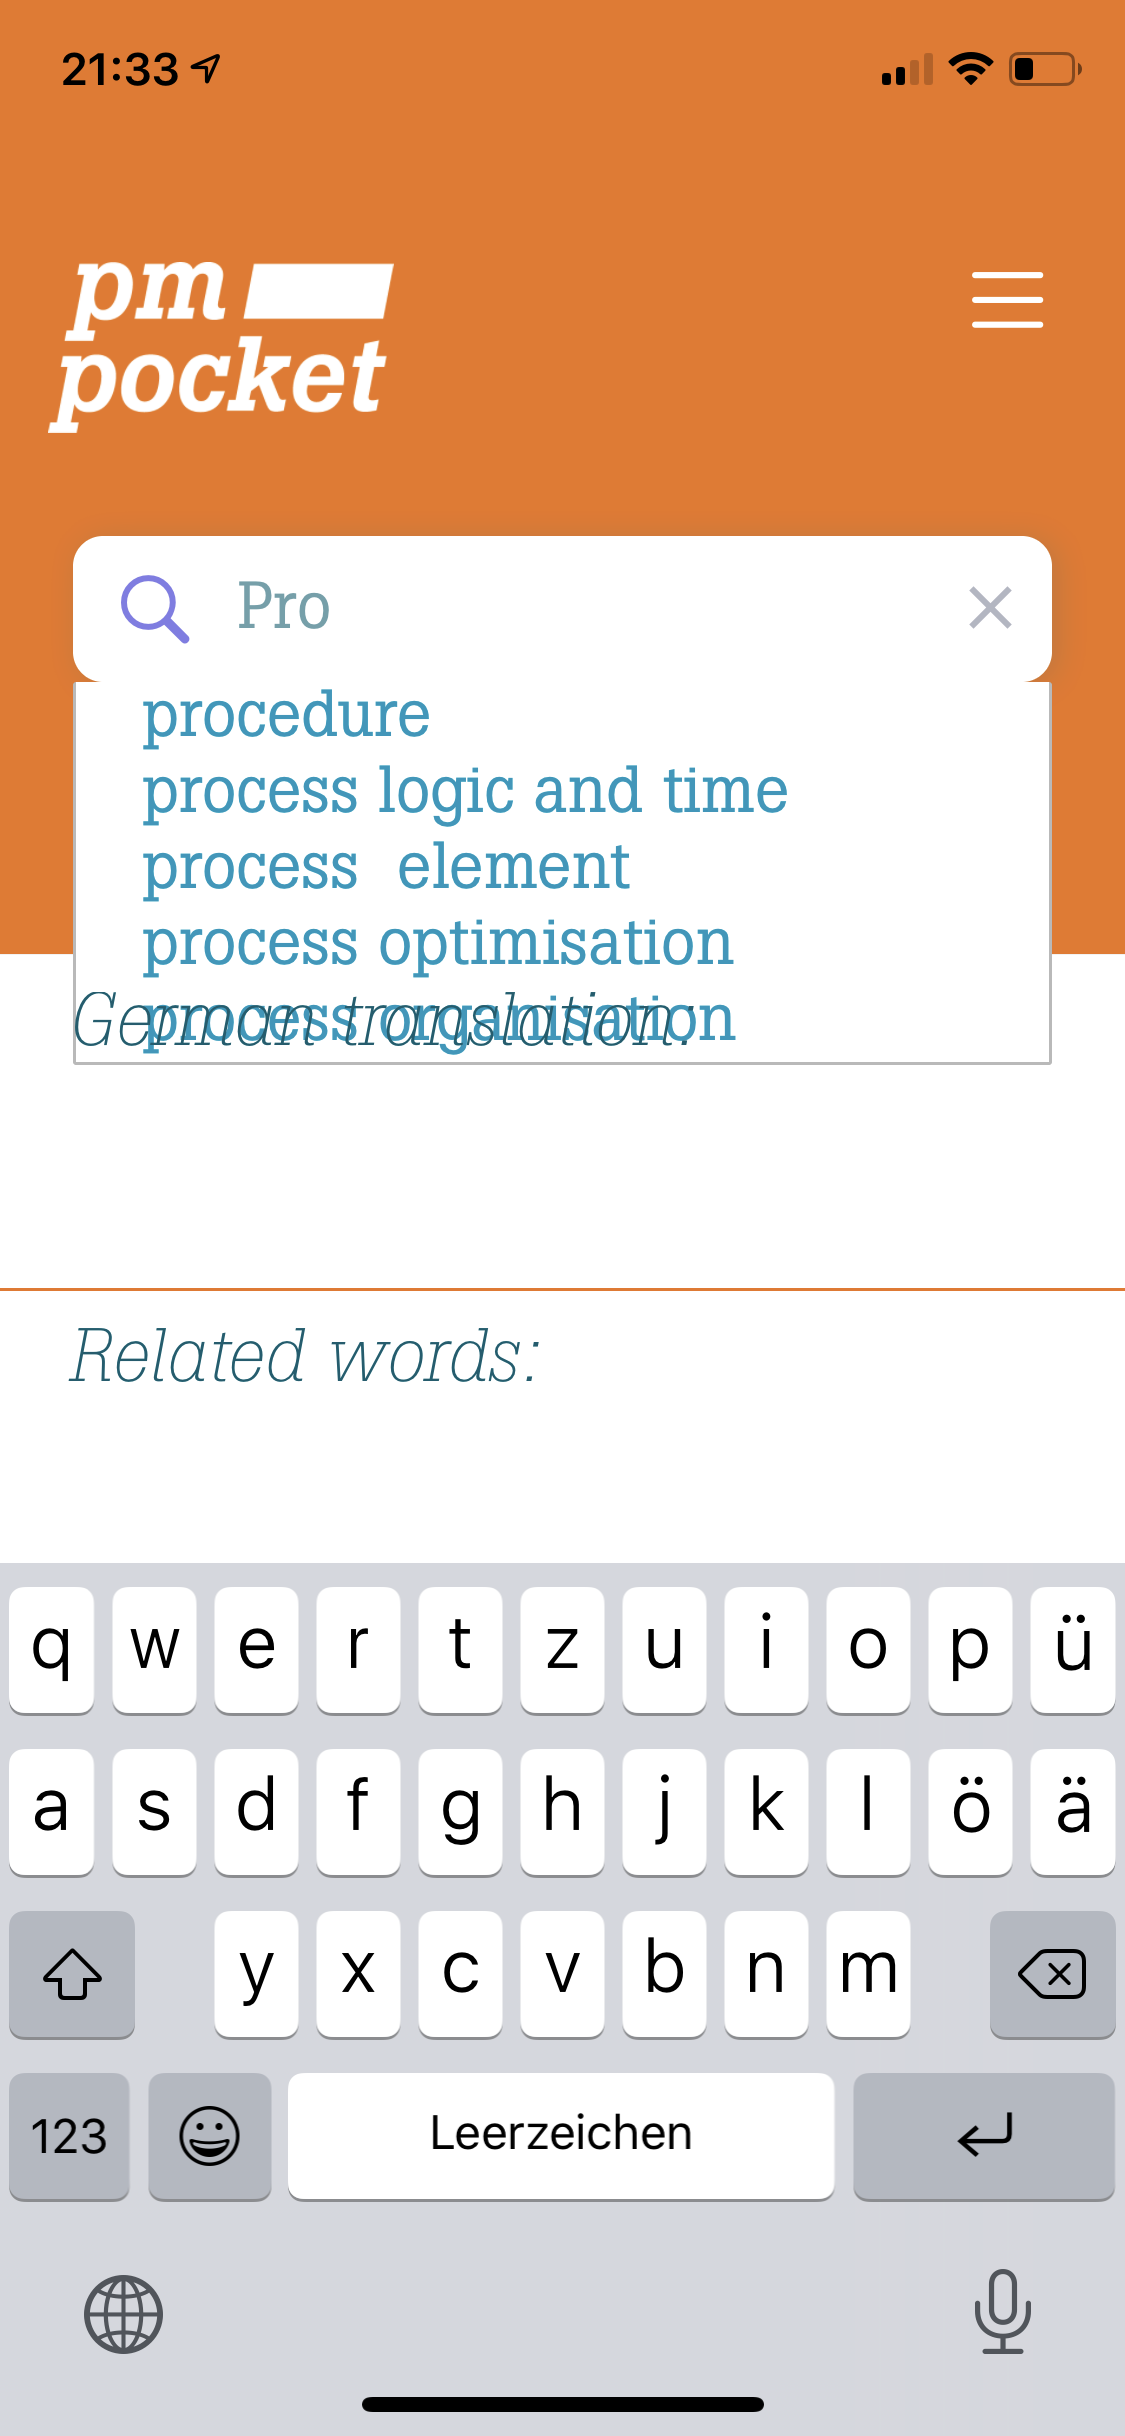 21:33
pm
pocket
Pro
procedure
process logic and time
process  element
process optimisation
process organisation
German translation:
Related words:
q w e r t z u i o p ü
a s d f g h j k l ö ä
y x c v b n m
123 Leerzeichen